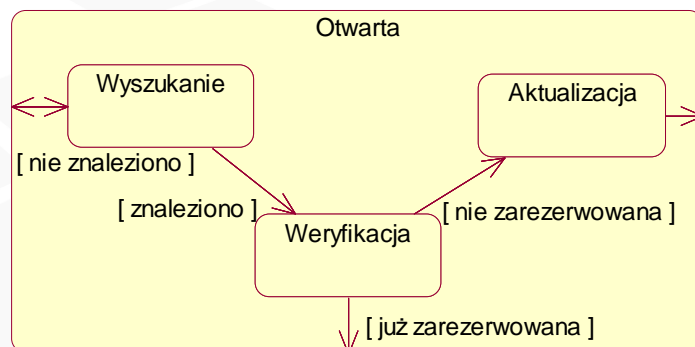 Otwarta
Wyszukanie
Aktualizacja
[ nie znaleziono ]
[ znaleziono ]
[ nie zarezerwowana ]
Weryfikacja
[ już zarezerwowana ]